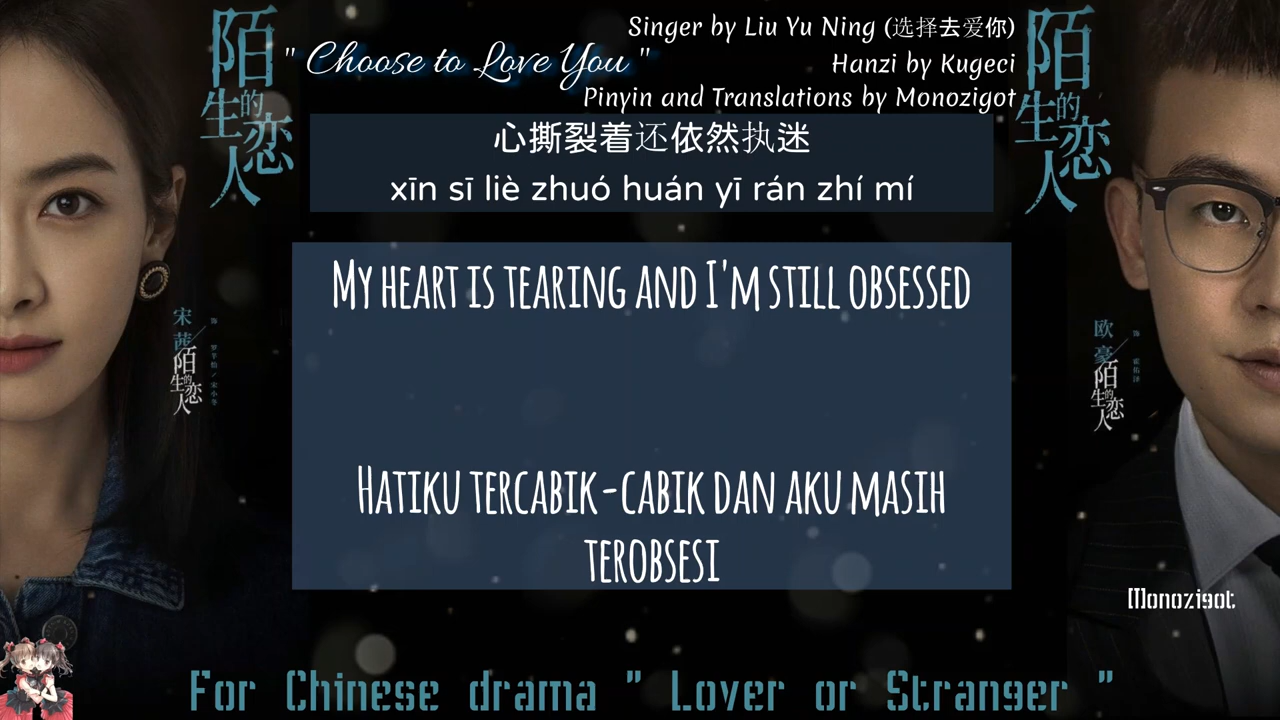 Singer by Liu Yu Ning (选择去爱你)
" Choose to Love You "
Hanzi by Kugeci
Pinyin and Translations by Monozigot
陌生的恋人
陌生的恋人
心撕裂着还依然执迷
xīn sī liè zhuó huán yī rán zhí mí
My heart is tearing and I'm still obsessed
Hatiku tercabik-cabik dan aku masih
terobsesi
宋茜
陌生的恋人
欧豪
陌生的恋人
Monozigot
For Chinese drama " Lover or Stranger "